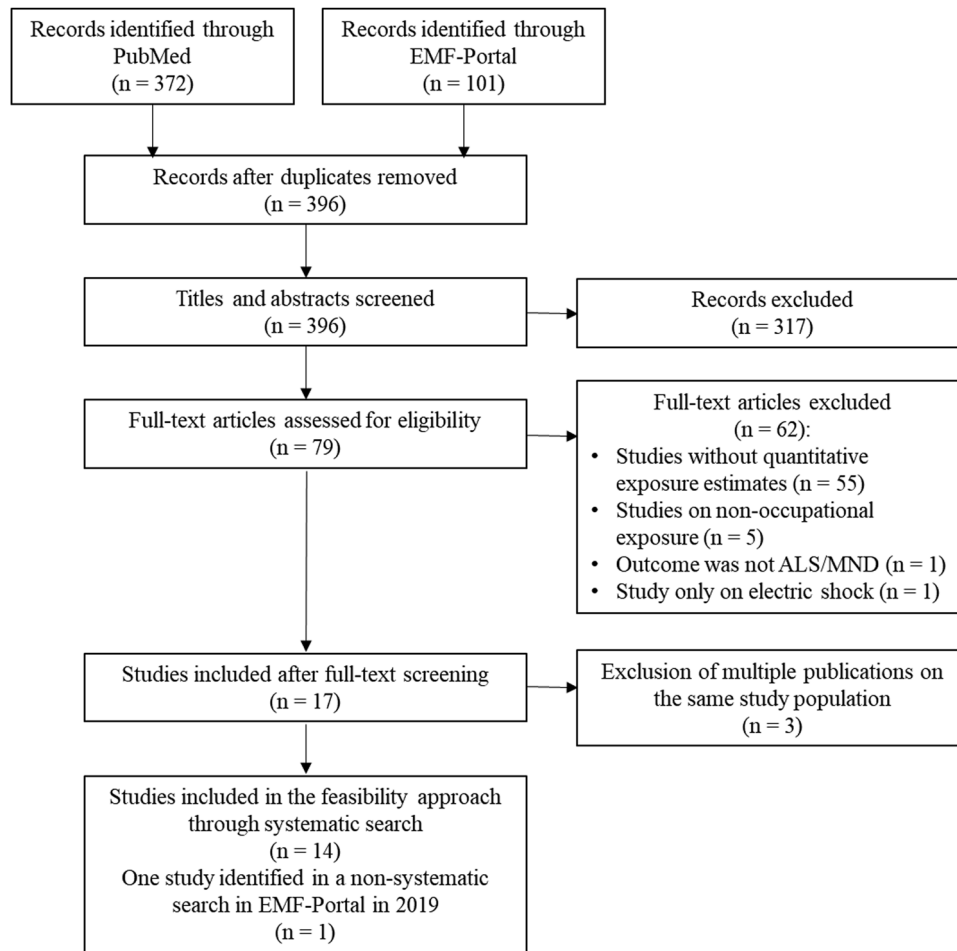 Records identified through
PubMed
(n = 372)
Records identified through
EMF-Portal
(n = 101)
Records after duplicates removed
(n = 396)
Titles and abstracts screened
(n = 396)
Records excluded
(n = 317)
Full-text articles assessed for eligibility
(n = 79)
Full-text articles excluded
(n = 62):
• Studies without quantitative
exposure estimates (n = 55)
• Studies on non-occupational
exposure (n = 5)
• Outcome was not ALS/MND (n = 1)
• Study only on electric shock (n = 1)
Studies included after full-text screening
(n = 17)
Exclusion of multiple publications on
the same study population
(n = 3)
Studies included in the feasibility approach
through systematic search
(n = 14)
One study identified in a non-systematic
search in EMF-Portal in 2019
(n = 1)